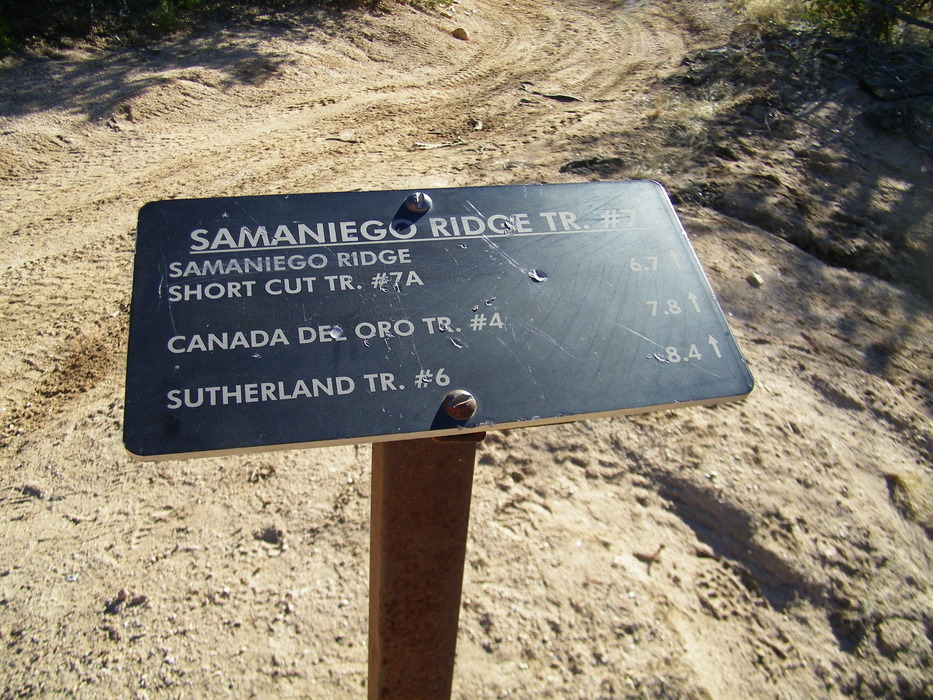 SAMANIEGO RIDGE TR. #7
SAMANIEGO RIDGE
SHORT CUT TR. #7A 6.7 ↑
CANADA DEL ORO TR. #4 7.8 ↑
SUTHERLAND TR. #6 8.4 ↑